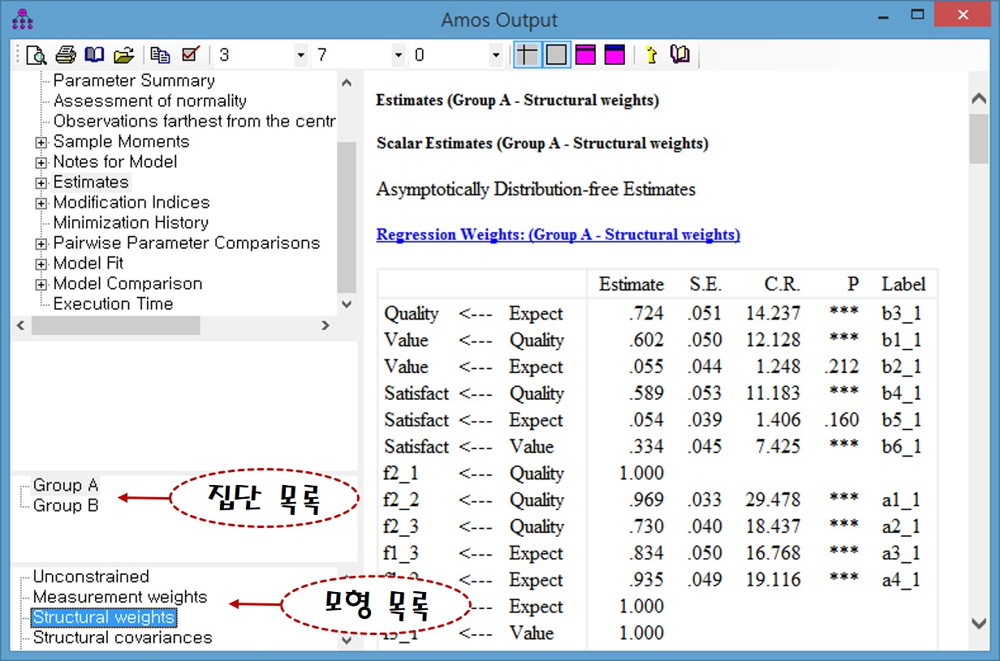 Amos Output
3 7 0
Parameter Summary
Assessment of normality
Observations farthest from the centr
Sample Moments
Notes for Model
Estimates
Modification Indices
Minimization History
Pairwise Parameter Comparisons
Model Fit
Model Comparison
Execution Time
Group A
Group B
집단 목록
Unconstrained
Measurement weights
Structural weights
Structural covariances
모형 목록
Estimates (Group A - Structural weights)
Scalar Estimates (Group A - Structural weights)
Asymptotically Distribution-free Estimates
Regression Weights: (Group A - Structural weights)
Estimate S.E. C.R. P Label
Quality <--- Expect .724 .051 14.237 *** b3_1
Value <--- Quality .602 .050 12.128 *** b1_1
Value <--- Expect .055 .044 1.248 .212 b2_1
Satisfact <--- Quality .589 .053 11.183 *** b4_1
Satisfact <--- Expect .054 .039 1.406 .160 b5_1
Satisfact <--- Value .334 .045 7.425 *** b6_1
f2_1 <--- Quality 1.000
f2_2 <--- Quality .969 .033 29.478 *** a1_1
f2_3 <--- Quality .730 .040 18.437 *** a2_1
f1_3 <--- Expect .834 .050 16.768 *** a3_1
<--- Expect .935 .049 19.116 *** a4_1
Expect 1.000
<--- Value 1.000